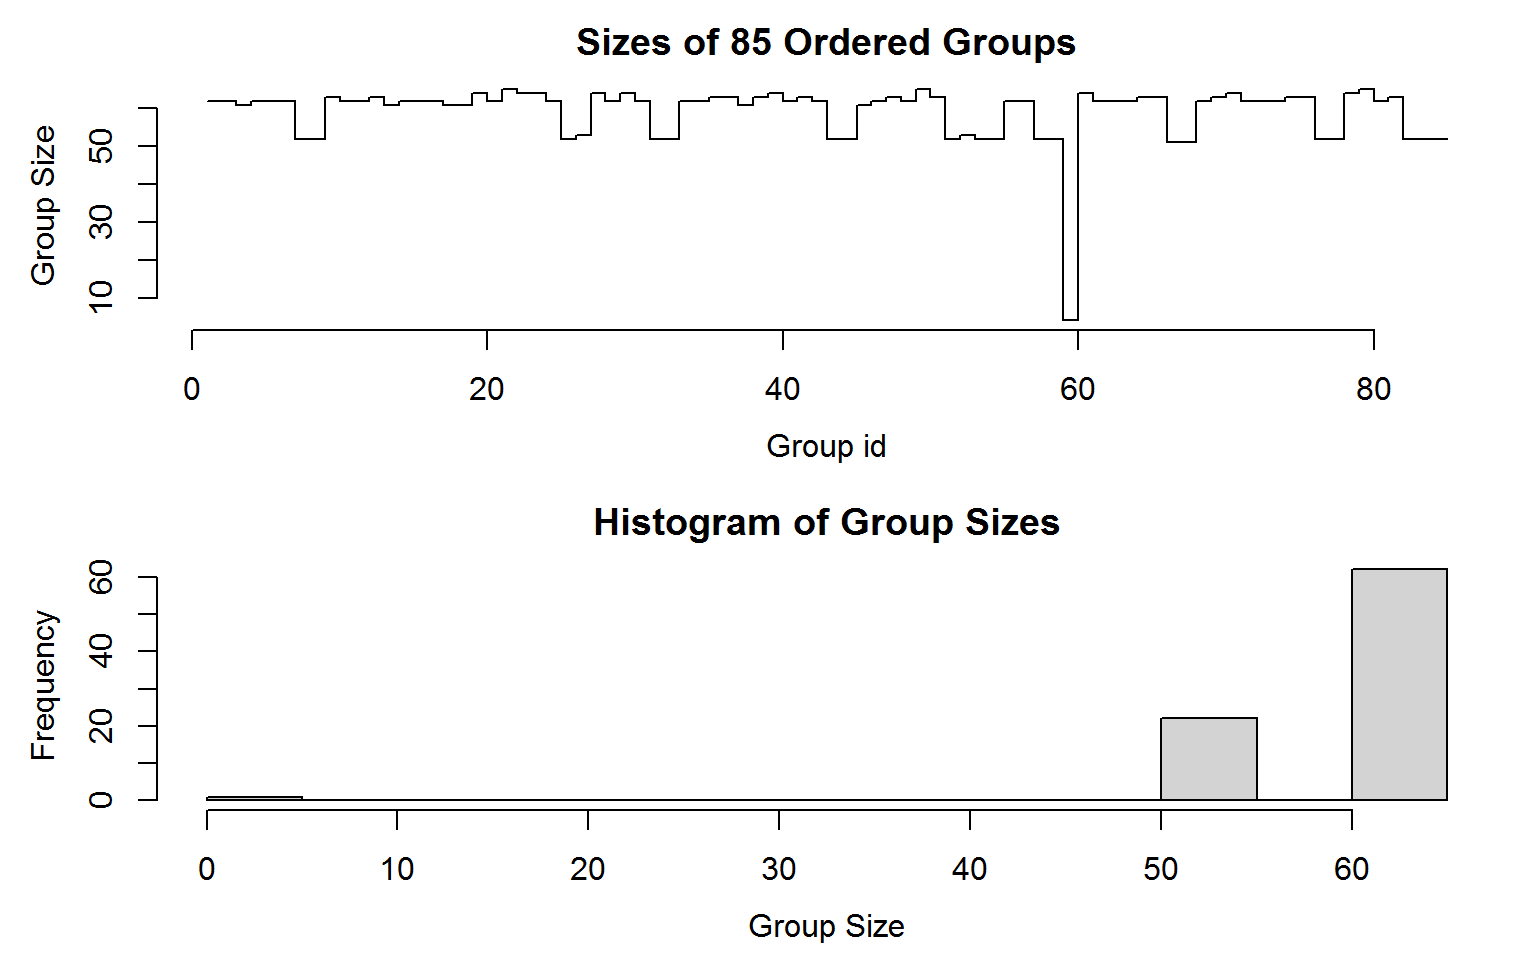 Sizes of 85 Ordered Groups
Group Size
50
30
10
0 20 40 60 80
Group id
Histogram of Group Sizes
Frequency
60
40
20
0
0 10 20 30 40 50 60
Group Size